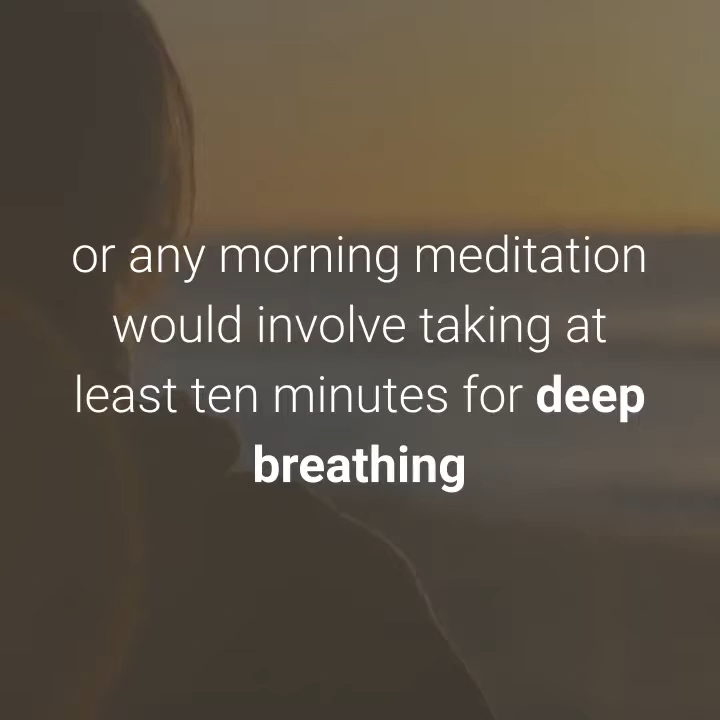 or any morning meditation
would involve taking at
least ten minutes for deep
breathing